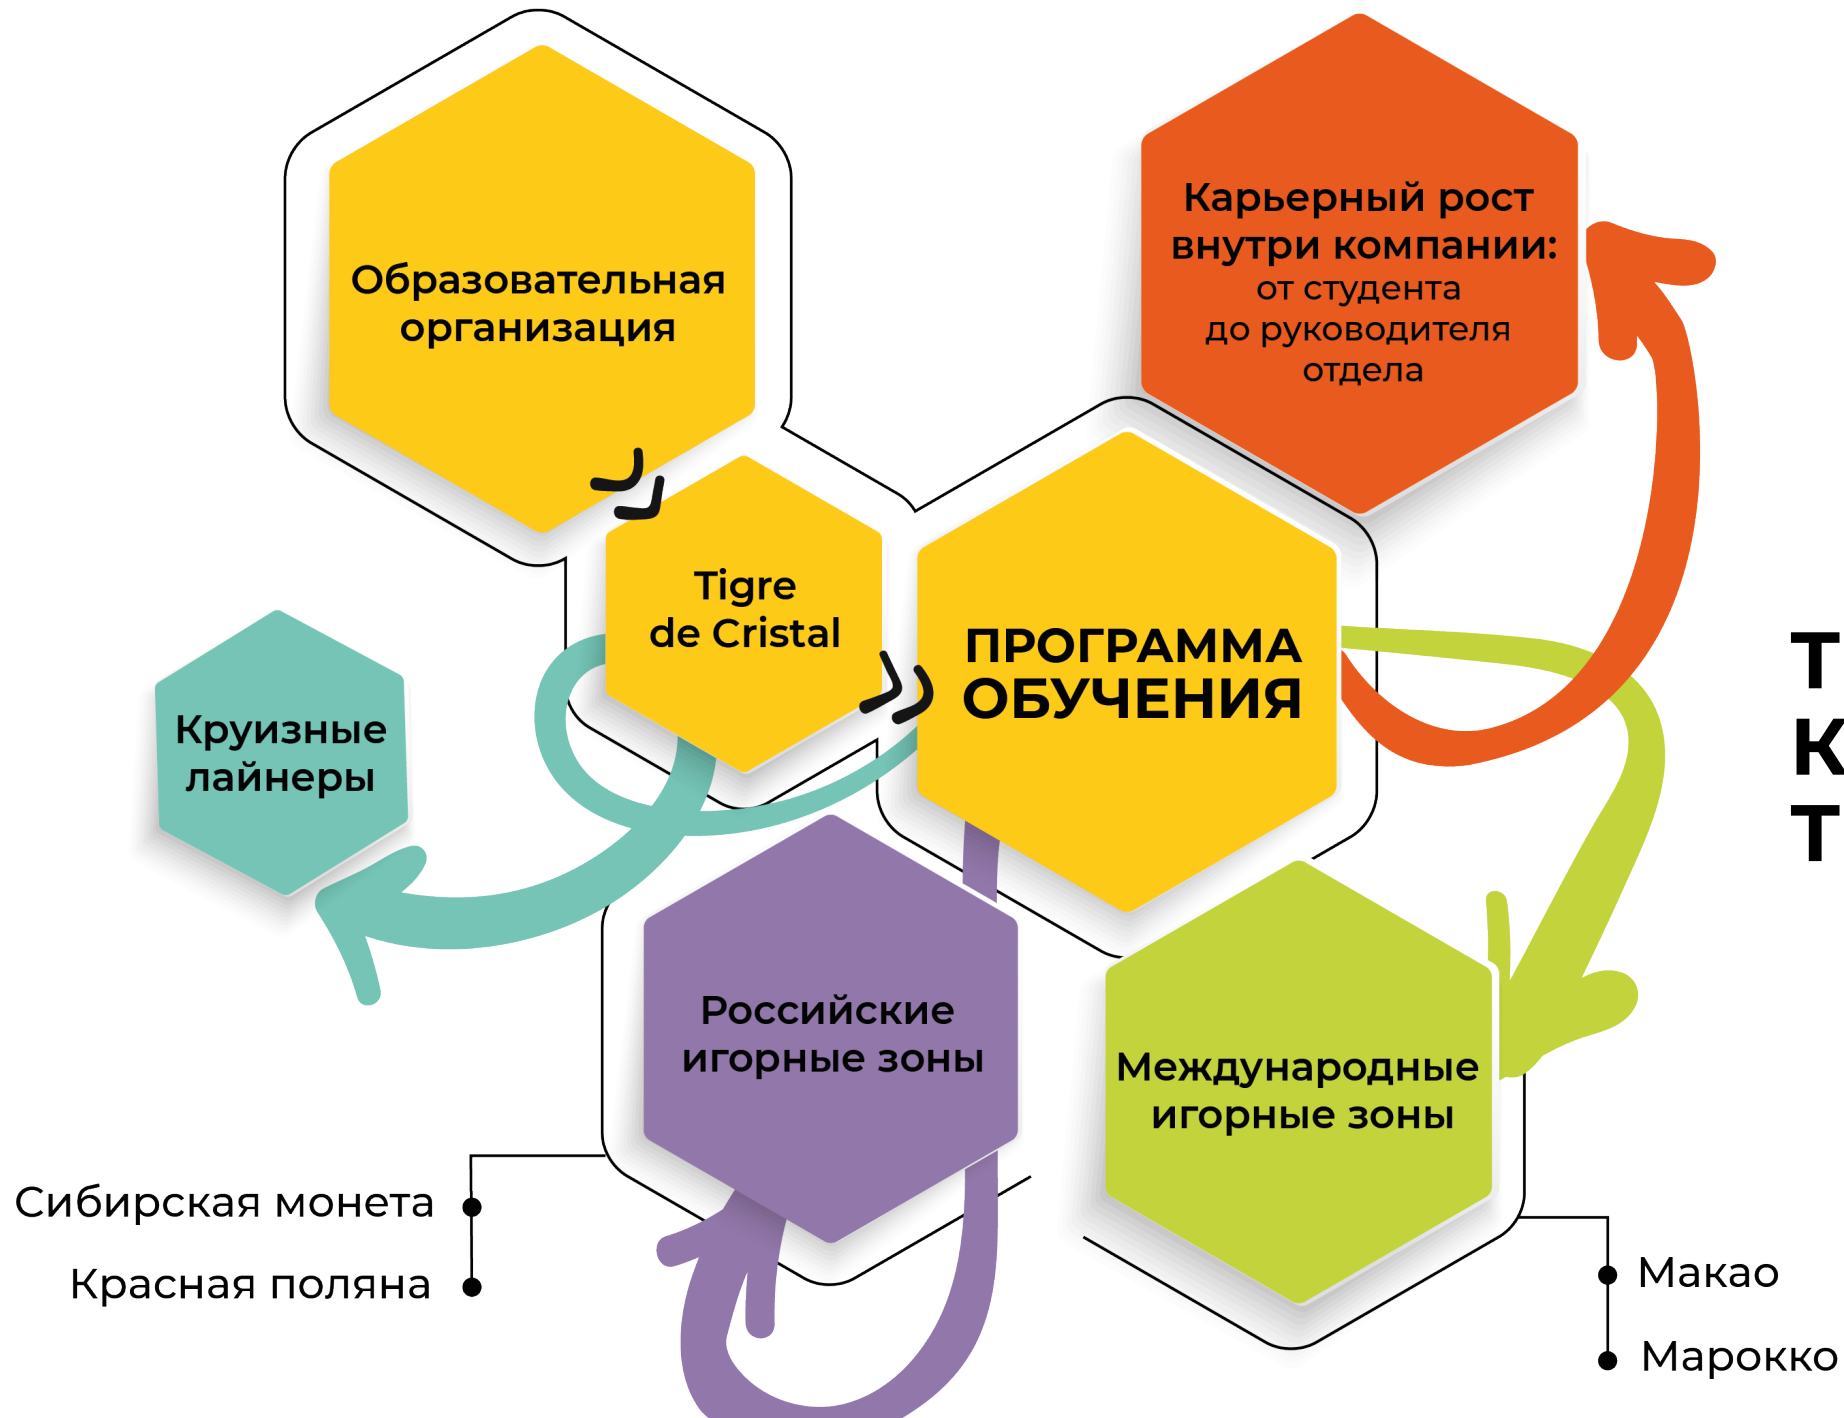 Образовательная
организация
Карьерный рост
внутри компании:
от студента
до руководителя
отдела
Tigre
de Cristal
ПРОГРАММА
ОБУЧЕНИЯ
Круизные
лайнеры
Российские
игорные зоны
Международные
игорные зоны
Сибирская монета
Красная поляна
Макао
Марокко
Т
К
Т